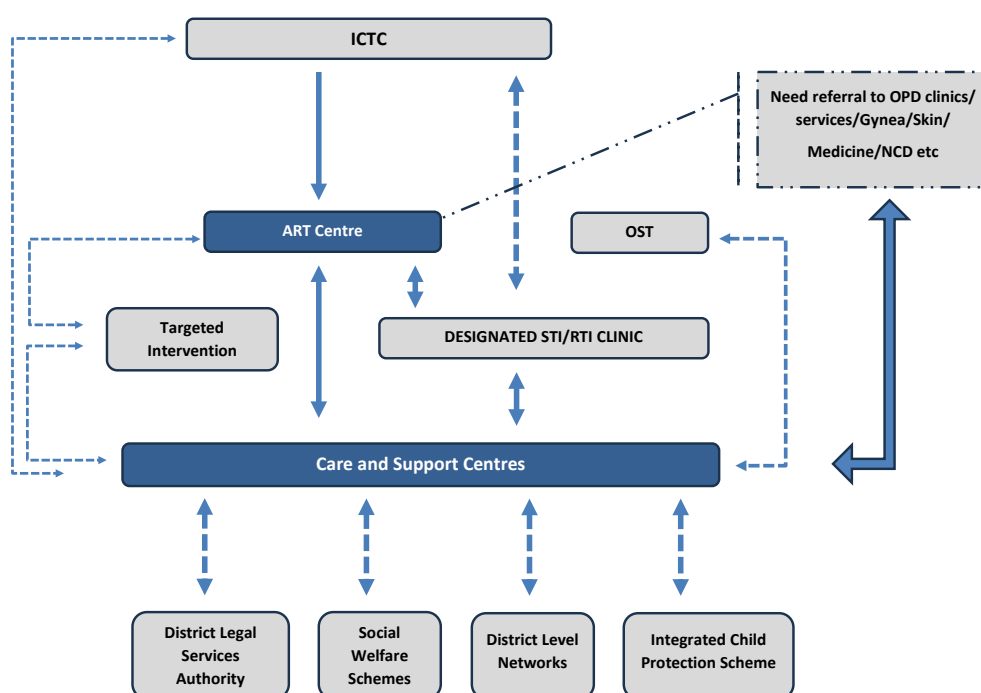 ICTC
Need referral to OPD clinics/
services/Gynea/Skin/
Medicine/NCD etc
ART Centre
OST
Targeted
Intervention
DESIGNATED STI/RTI CLINIC
Care and Support Centres
District Legal
Services
Authority
Social
Welfare
Schemes
District Level
Networks
Integrated Child
Protection Scheme